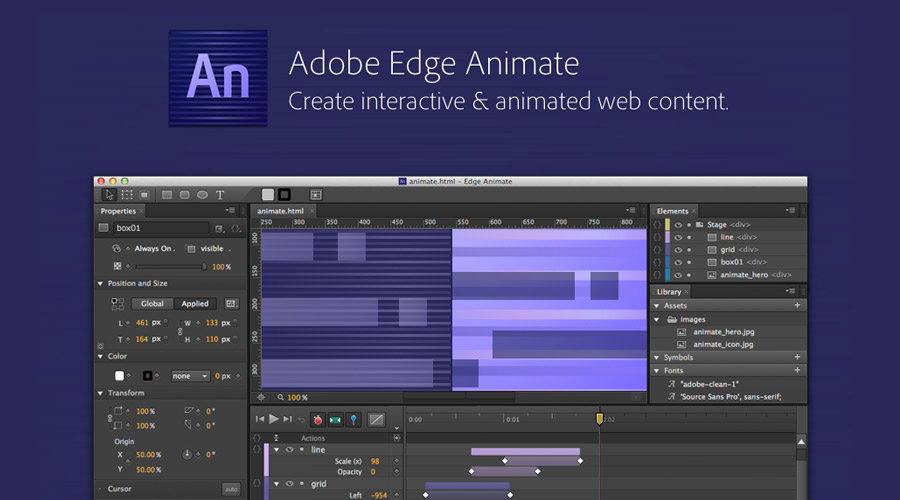 An
Adobe Edge Animate
Create interactive & animated web content.
animate.html – Edge Animate
T
Properties
box01
Always On
visible
100%
Position and Size
Global Applied
L 461 px W 133 px
T 164 px H 110 px
Color
none 0 px
Transform
100% 0°
100% 0°
Origin
X 50.00% 0°
Y 50.00%
Cursor auto
animate.html
250 300 350 400 450 500 550 600 650 700 750 800
100
150
200
250
300
100%
Elements
Stage <div>
line <div>
grid <div>
box01 <div>
animate_hero <div>
Library
Assets
images
animate_hero.jpg
animate_icon.jpg
Symbols
Fonts
"adobe-clean-1"
'Source Sans Pro', sans-serif;
0:00 0:01 0:02
Actions
line
Scale (x) 98
Opacity 0
grid
Left -954